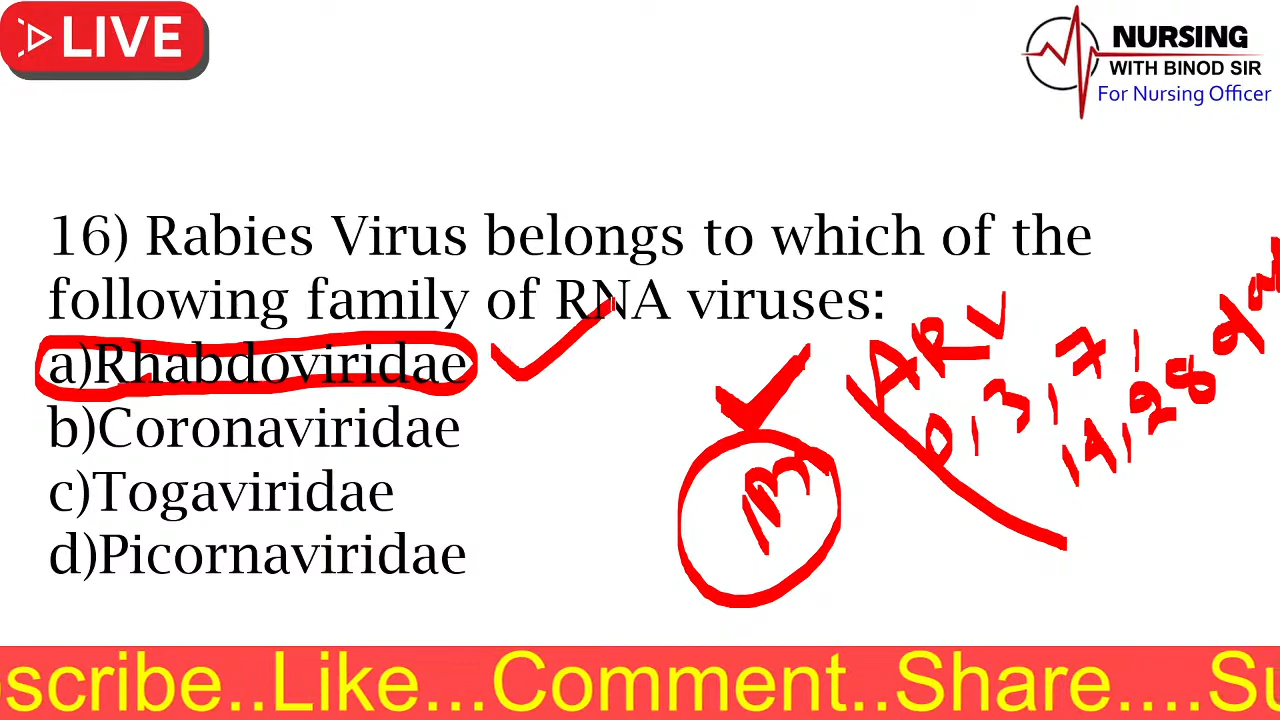 LIVE
NURSING
WITH BINOD SIR
For Nursing Officer
16) Rabies Virus belongs to which of the
following family of RNA viruses:
a)Rhabdoviridae
b)Coronaviridae
c)Togaviridae
d)Picornaviridae
ARV
0, 3, 7,
14, 28
IM
scribe..Like...Comment..Share....Su